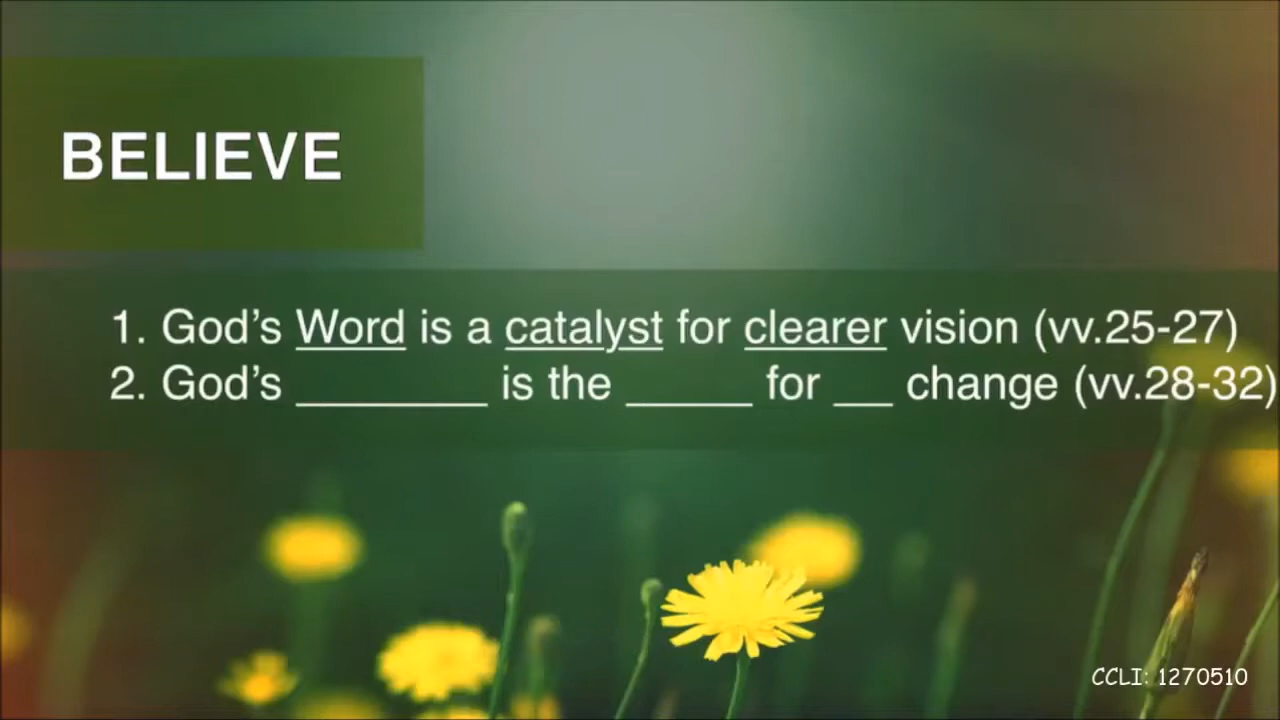 BELIEVE
1. God’s Word is a catalyst for clearer vision (vv.25-27)
2. God’s ________ is the _____ for __ change (vv.28-32)
CCLI: 1270510